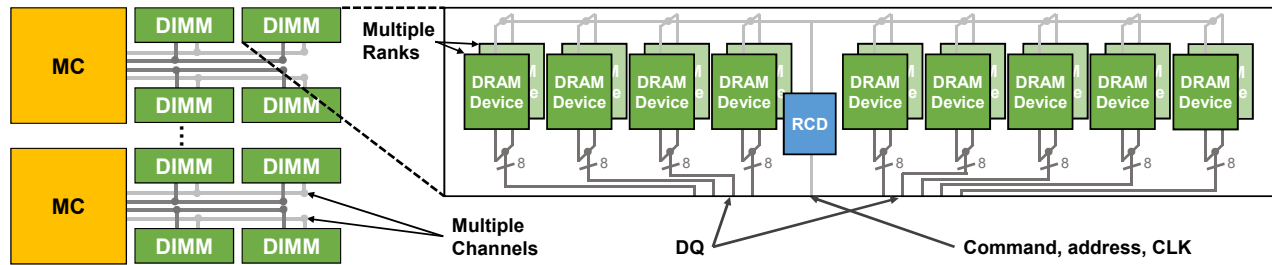 MC
DIMM
DIMM
DIMM
DIMM
MC
DIMM
DIMM
DIMM
DIMM
Multiple
Channels
Multiple
Ranks
DRAM
Device
DRAM
Device
DRAM
Device
DRAM
Device
RCD
DRAM
Device
DRAM
Device
DRAM
Device
DRAM
Device
DRAM
Device
8
8
8
8
8
8
8
8
8
DQ
Command, address, CLK